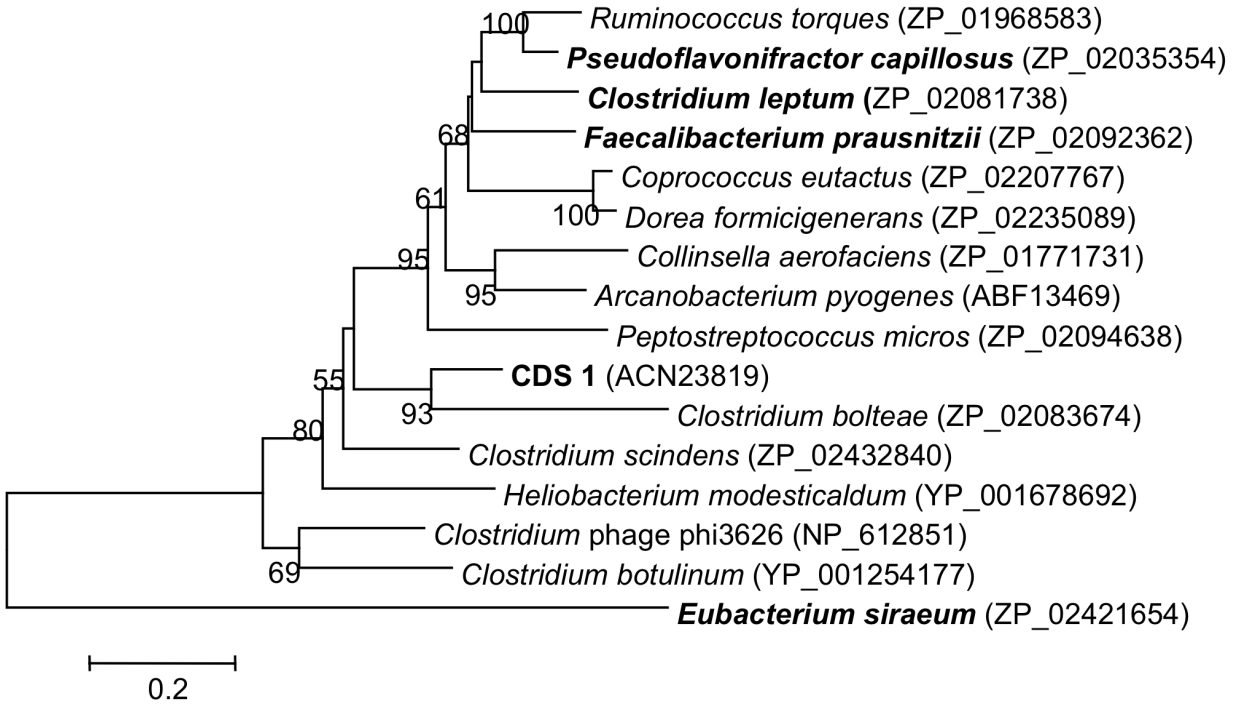 100 Ruminococcus torques (ZP_01968583)
Pseudoflavonifractor capillosus (ZP_02035354)
Clostridium leptum (ZP_02081738)
68 Faecalibacterium prausnitzii (ZP_02092362)
Coprococcus eutactus (ZP_02207767)
61
100 Dorea formicigenerans (ZP_02235089)
95 Collinsella aerofaciens (ZP_01771731)
95 Arcanobacterium pyogenes (ABF13469)
Peptostreptococcus micros (ZP_02094638)
55 CDS 1 (ACN23819)
93 Clostridium bolteae (ZP_02083674)
80
Clostridium scindens (ZP_02432840)
Heliobacterium modesticaldum (YP_001678692)
Clostridium phage phi3626 (NP_612851)
69 Clostridium botulinum (YP_001254177)
Eubacterium siraeum (ZP_02421654)
0.2